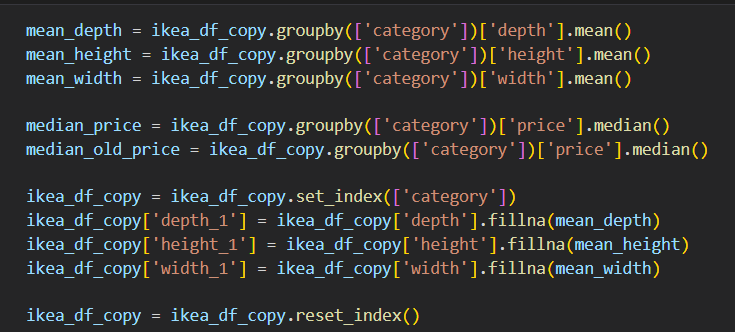 mean_depth = ikea_df_copy.groupby(['category'])['depth'].mean()
mean_height = ikea_df_copy.groupby(['category'])['height'].mean()
mean_width = ikea_df_copy.groupby(['category'])['width'].mean()
median_price = ikea_df_copy.groupby(['category'])['price'].median()
median_old_price = ikea_df_copy.groupby(['category'])['price'].median()
ikea_df_copy = ikea_df_copy.set_index(['category'])
ikea_df_copy['depth_1'] = ikea_df_copy['depth'].fillna(mean_depth)
ikea_df_copy['height_1'] = ikea_df_copy['height'].fillna(mean_height)
ikea_df_copy['width_1'] = ikea_df_copy['width'].fillna(mean_width)
ikea_df_copy = ikea_df_copy.reset_index()